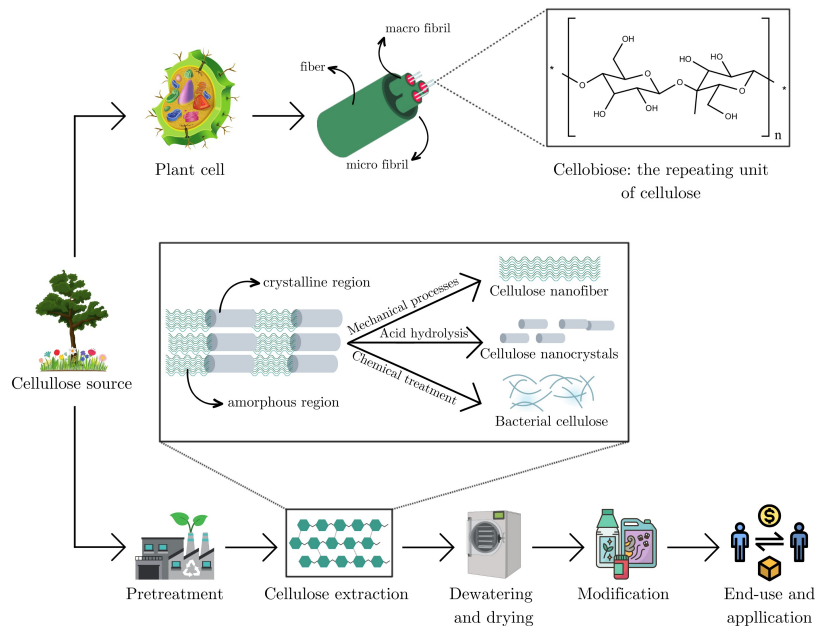 macro fibril
fiber
micro fibril
Plant cell
* O HO OH OH O O HO HO O OH * n
Cellobiose: the repeating unit
of cellulose
Cellullose source
crystalline region
amorphous region
Mechanical processes
Acid hydrolysis
Chemical treatment
Cellulose nanofiber
Cellulose nanocrystals
Bacterial cellulose
Pretreatment
Cellulose extraction
Dewatering
and drying
Modification
$
End-use and
appllication